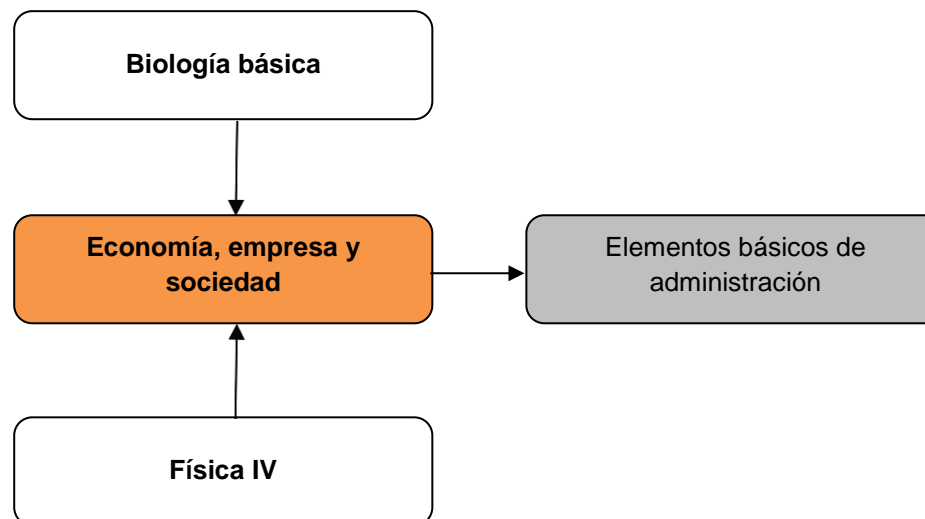 Biología básica
Economía, empresa y
sociedad
Elementos básicos de
administración
Física IV